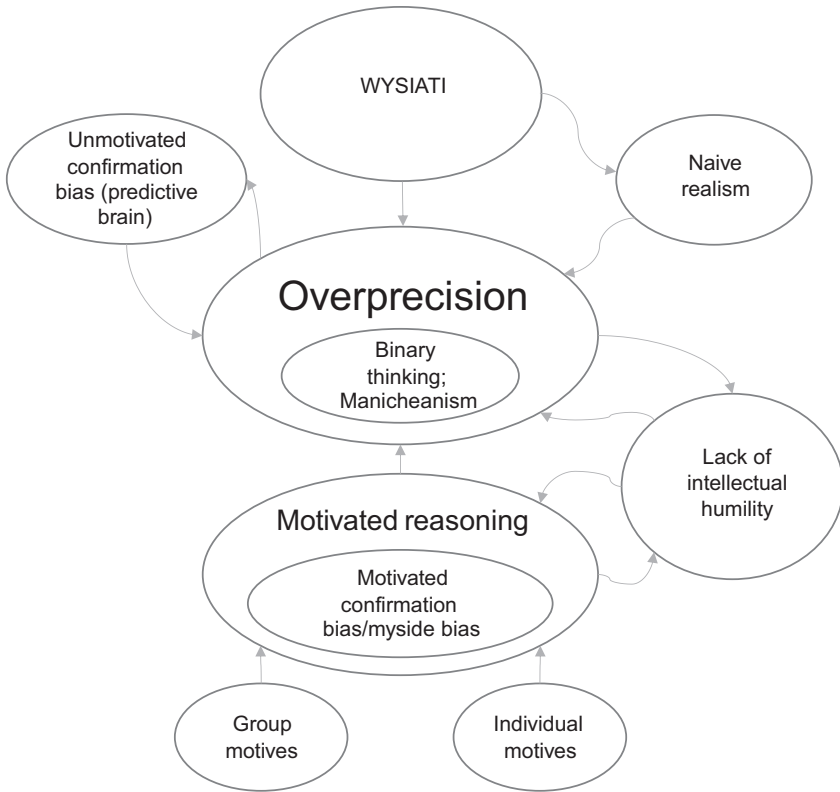 WYSIATI
Unmotivated
confirmation
bias (predictive
brain)
Naive
realism
Overprecision
Binary
thinking;
Manicheanism
Lack of
intellectual
humility
Motivated reasoning
Motivated
confirmation
bias/myside bias
Group
motives
Individual
motives